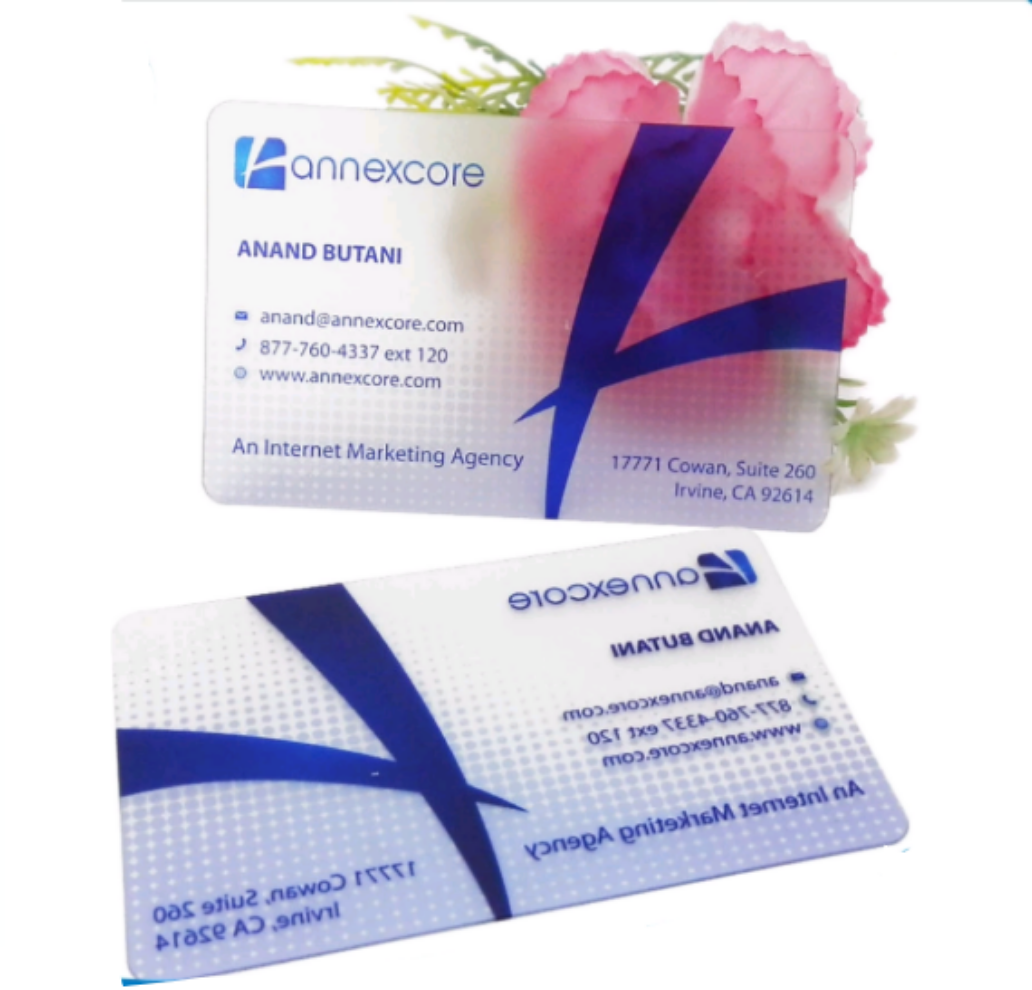 annexcore
ANAND BUTANI
anand@annexcore.com
877-760-4337 ext 120
www.annexcore.com
An Internet Marketing Agency
17771 Cowan, Suite 260
Irvine, CA 92614
annexcore
ANAND BUTANI
anand@annexcore.com
877-760-4337 ext 120
www.annexcore.com
An Internet Marketing Agency
17771 Cowan, Suite 260
Irvine, CA 92614